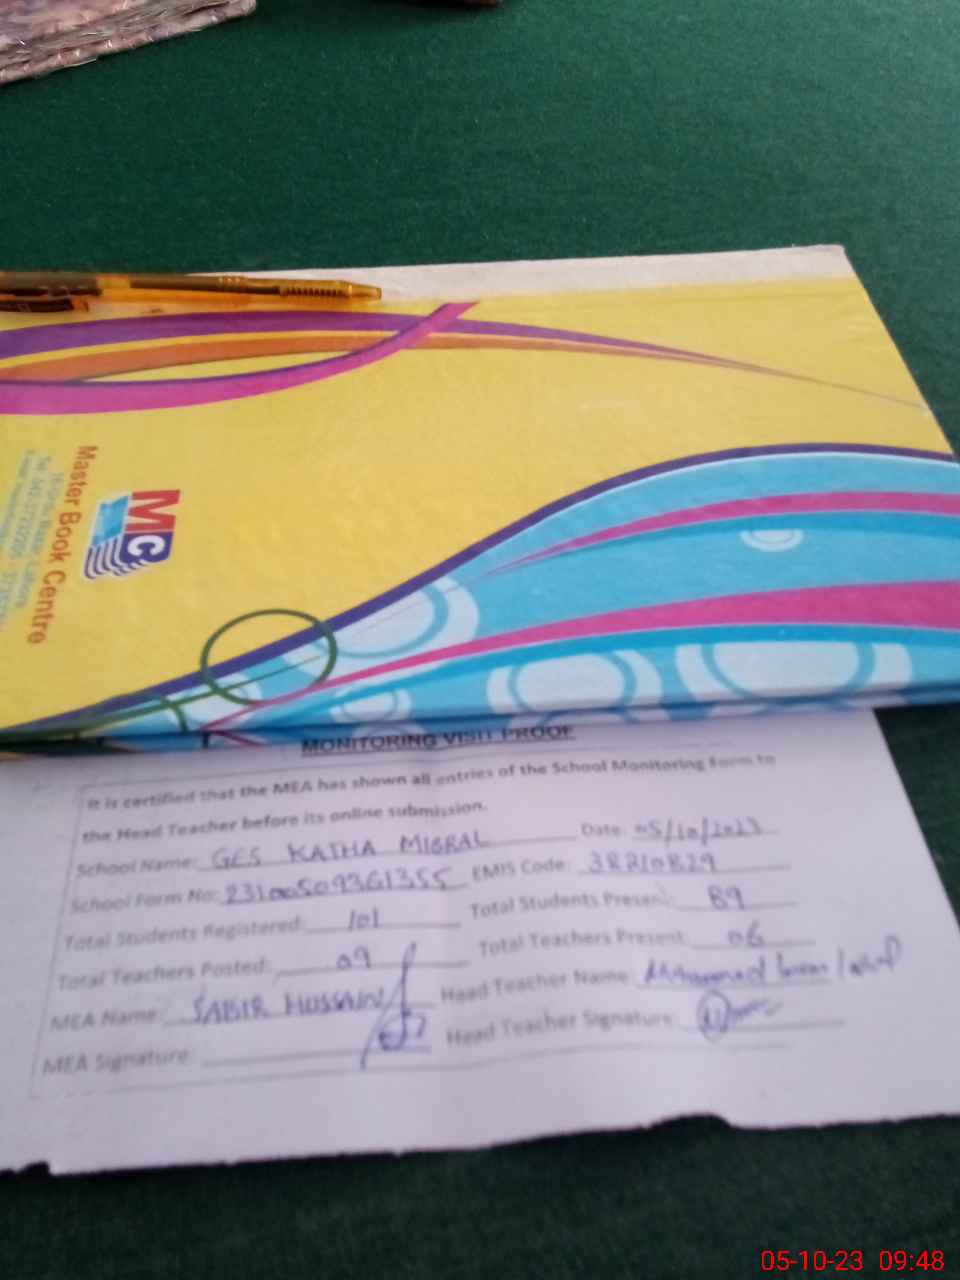 MC
Master Book Centre
MONITORING VISIT PROOF
It is certified that the MEA has shown all entries of the School Monitoring Form to
the Head Teacher before its online submission.
School Name: GES KATHA MISRAL Date: 05/10/2023
School Form No: 23100509361355 EMIS Code: 38210829
Total Students Registered: 101 Total Students Present: 89
Total Teachers Posted: 09 Total Teachers Present: 06
MEA Name: SABIR HUSSAIN Head Teacher Name: Mohammad
MEA Signature: Head Teacher Signature:
05-10-23 09:48